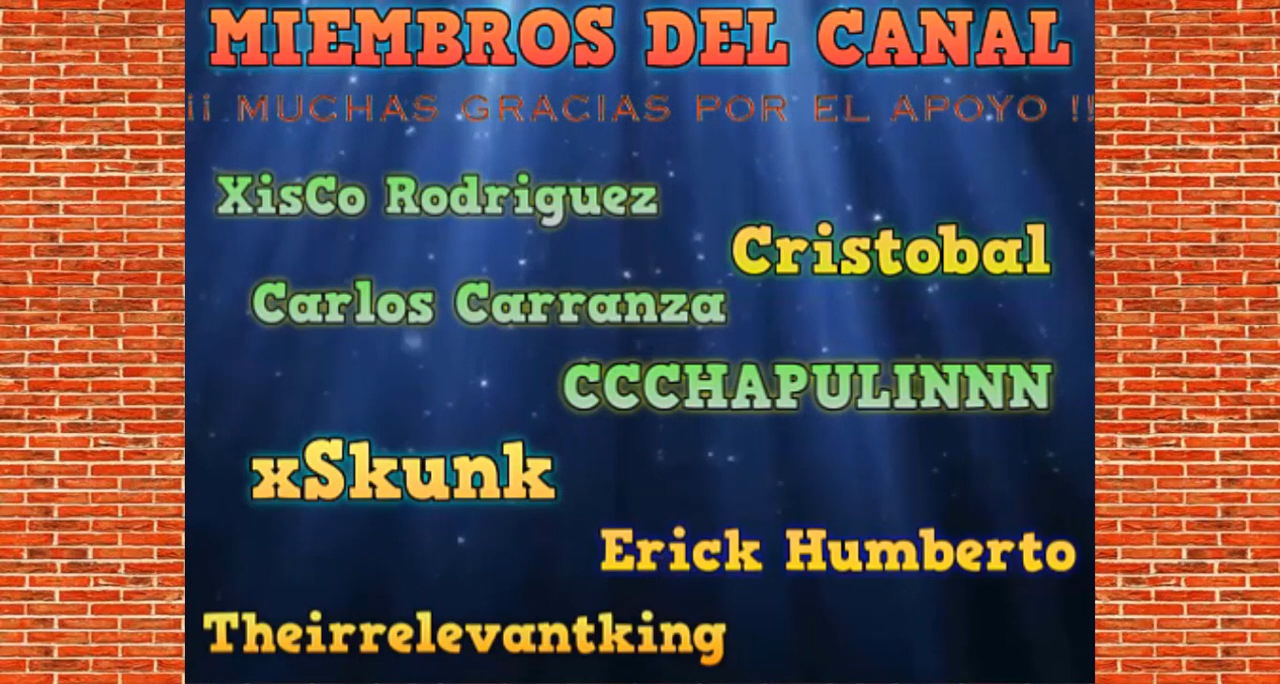 MIEMBROS DEL CANAL
¡¡ MUCHAS GRACIAS POR EL APOYO !!
XisCo Rodriguez
Cristobal
Carlos Carranza
CCCHAPULINNN
xSkunk
Erick Humberto
Theirrelevantking